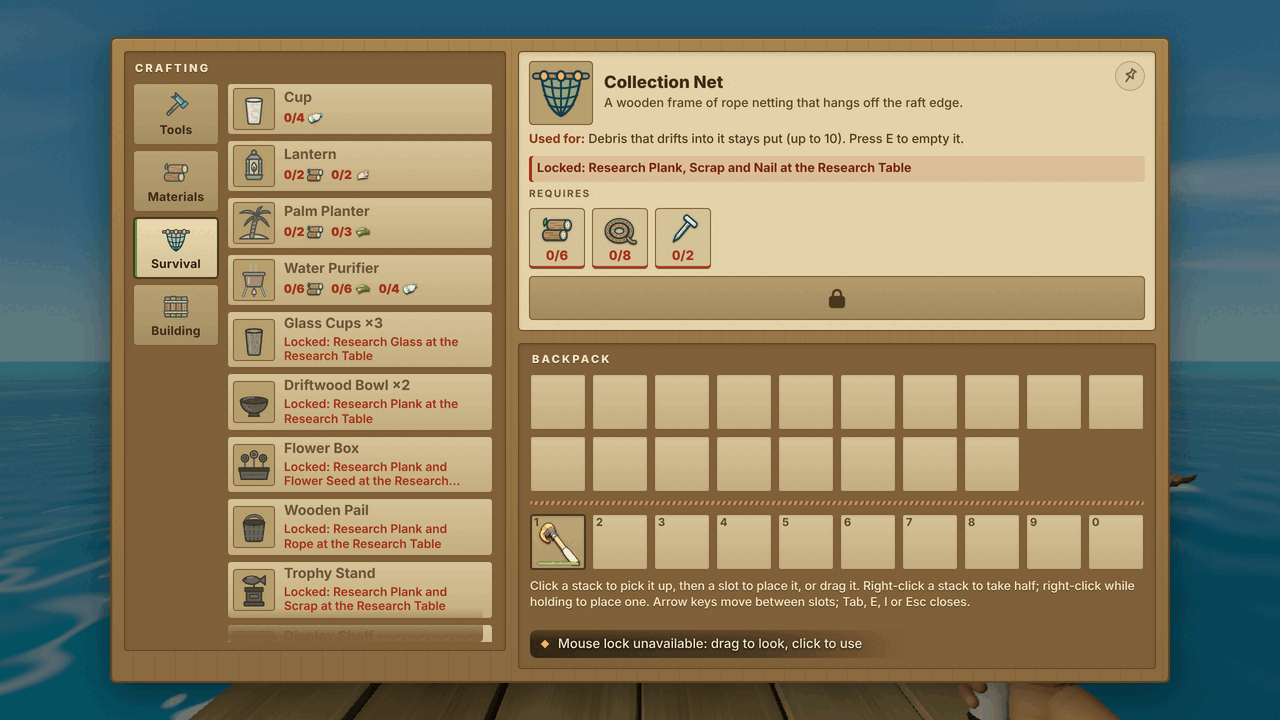 CRAFTING
Tools
Materials
Survival
Building
Cup
0/4
Lantern
0/2 0/2
Palm Planter
0/2 0/3
Water Purifier
0/6 0/6 0/4
Glass Cups ×3
Locked: Research Glass at the
Research Table
Driftwood Bowl ×2
Locked: Research Plank at the
Research Table
Flower Box
Locked: Research Plank and
Flower Seed at the Research...
Wooden Pail
Locked: Research Plank and
Rope at the Research Table
Trophy Stand
Locked: Research Plank and
Scrap at the Research Table
Display Shelf
Collection Net
A wooden frame of rope netting that hangs off the raft edge.
Used for: Debris that drifts into it stays put (up to 10). Press E to empty it.
Locked: Research Plank, Scrap and Nail at the Research Table
REQUIRES
0/6 0/8 0/2
BACKPACK
1 2 3 4 5 6 7 8 9 0
Click a stack to pick it up, then a slot to place it, or drag it. Right-click a stack to take half; right-click while
holding to place one. Arrow keys move between slots; Tab, E, I or Esc closes.
Mouse lock unavailable: drag to look, click to use